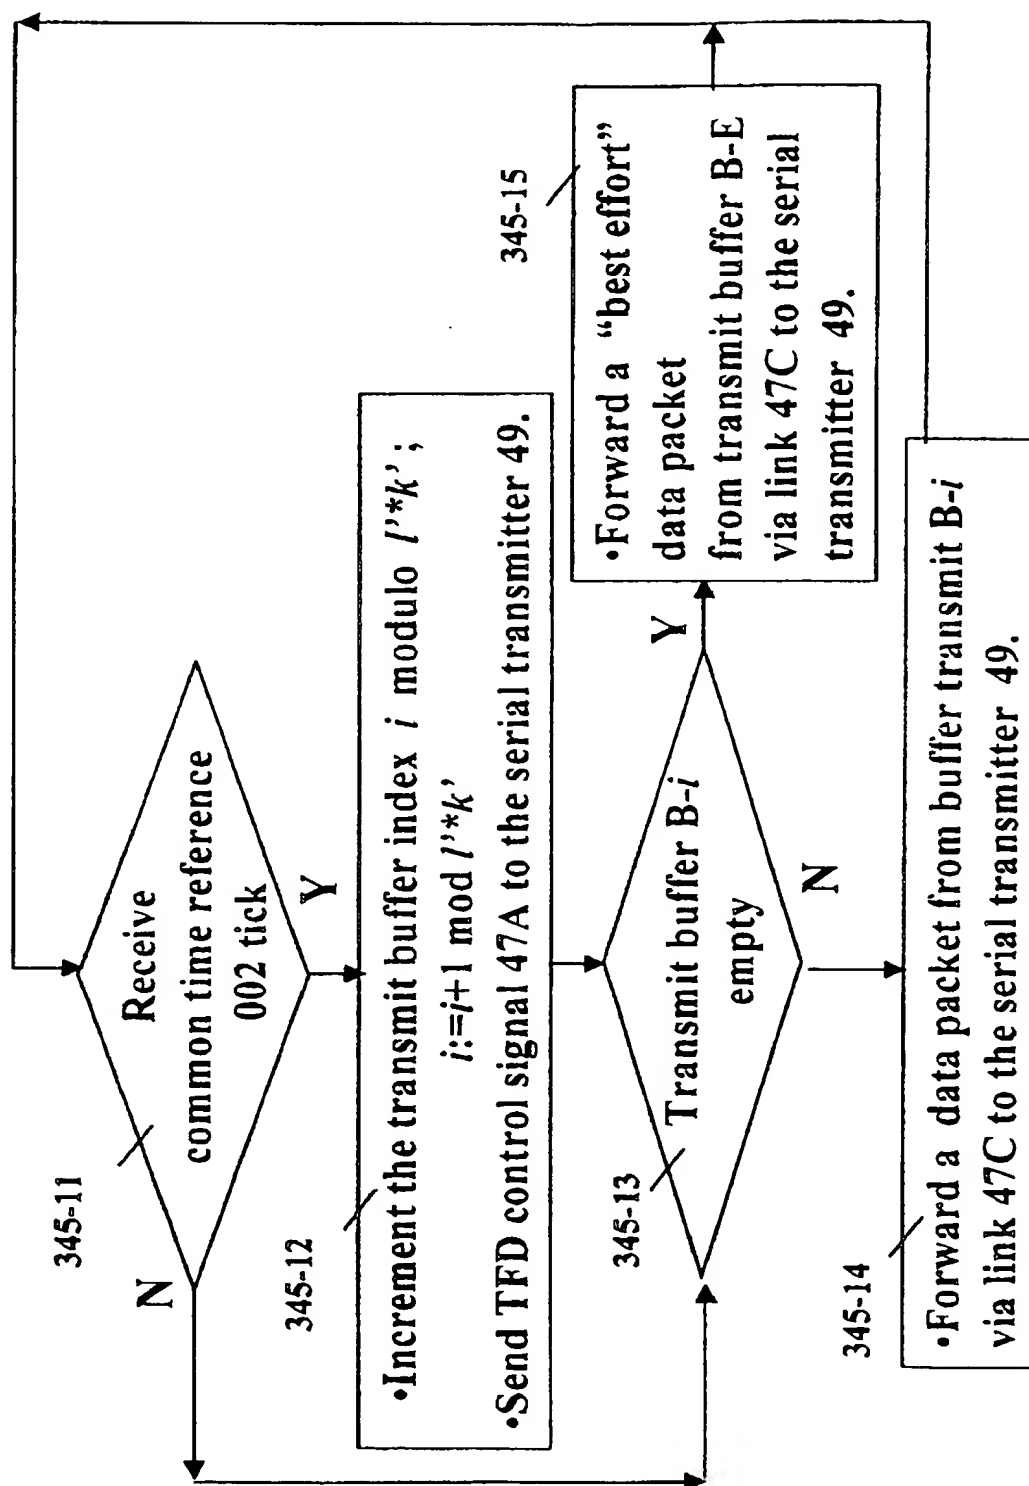 345-11
Receive
common time reference
002 tick
N
Y
345-12
•Increment the transmit buffer index i modulo l'*k' ;
i:=i+1 mod l'*k'
•Send TFD control signal 47A to the serial transmitter 49.
345-13
Transmit buffer B-i
empty
Y
N
345-15
•Forward a “best effort”
data packet
from transmit buffer B-E
via link 47C to the serial
transmitter 49.
345-14
•Forward a data packet from buffer transmit B-i
via link 47C to the serial transmitter 49.